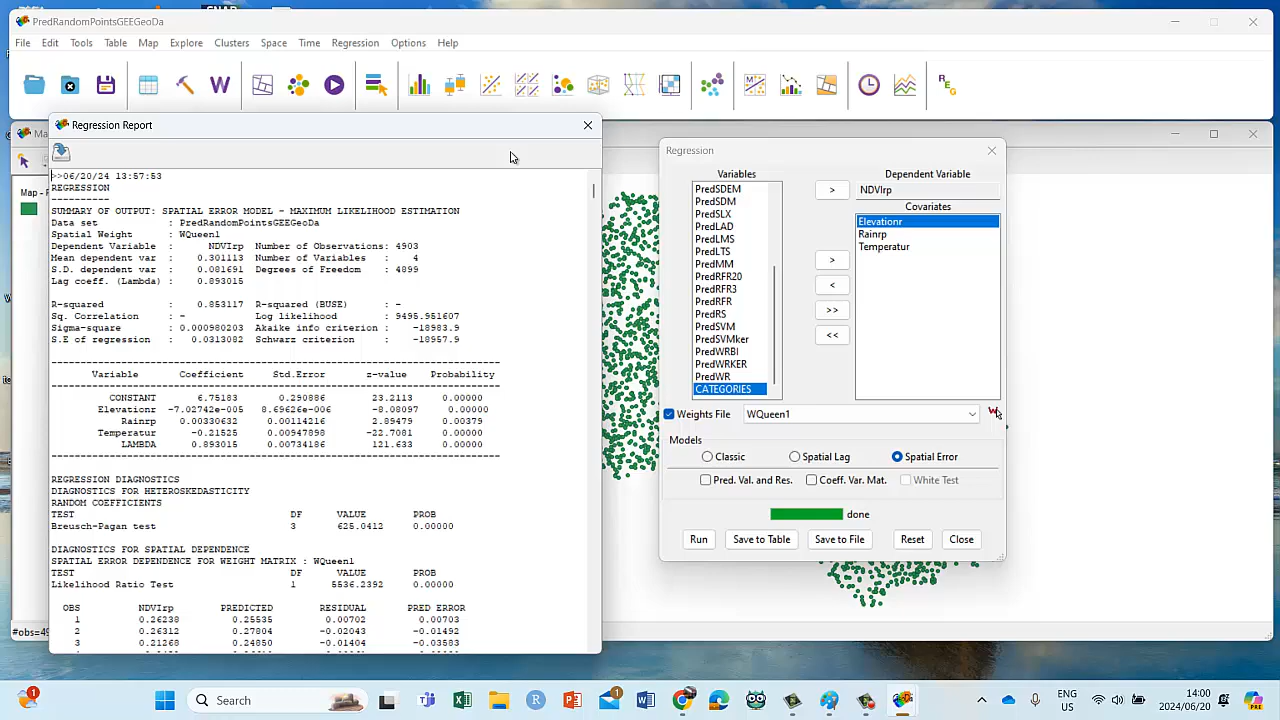 PredRandomPointsGEEGeoDa
File Edit Tools Table Map Explore Clusters Space Time Regression Options Help
Regression Report
>>06/20/24 13:57:53
REGRESSION
----------
SUMMARY OF OUTPUT: SPATIAL ERROR MODEL - MAXIMUM LIKELIHOOD ESTIMATION
Data set : PredRandomPointsGEEGeoDa
Spatial Weight : WQueen1
Dependent Variable : NDVIrp Number of Observations: 4903
Mean dependent var : 0.301113 Number of Variables : 4
S.D. dependent var : 0.081691 Degrees of Freedom : 4899
Lag coeff. (Lambda) : 0.893015
R-squared : 0.853117 R-squared (BUSE) : -
Sq. Correlation : - Log likelihood : 9495.951607
Sigma-square : 0.000980203 Akaike info criterion : -18983.9
S.E of regression : 0.0313082 Schwarz criterion : -18957.9
Variable Coefficient Std.Error z-value Probability
CONSTANT 6.75183 0.290886 23.2113 0.00000
Elevationr -7.02742e-005 8.69626e-006 -8.08097 0.00000
Rainrp 0.00330632 0.00114216 2.89479 0.00379
Temperatur -0.21525 0.00947898 -22.7081 0.00000
LAMBDA 0.893015 0.00734186 121.633 0.00000
REGRESSION DIAGNOSTICS
DIAGNOSTICS FOR HETEROSKEDASTICITY
RANDOM COEFFICIENTS
TEST DF VALUE PROB
Breusch-Pagan test 3 625.0412 0.00000
DIAGNOSTICS FOR SPATIAL DEPENDENCE
SPATIAL ERROR DEPENDENCE FOR WEIGHT MATRIX : WQueen1
TEST DF VALUE PROB
Likelihood Ratio Test 1 5536.2392 0.00000
OBS NDVIrp PREDICTED RESIDUAL PRED ERROR
1 0.26238 0.25535 0.00702 0.00703
2 0.26312 0.27804 -0.02043 -0.01492
3 0.21268 0.24850 -0.01404 -0.03583
Map -
#obs=49
Regression
Variables
PredSDEM
PredSDM
PredSLX
PredLAD
PredLMS
PredLTS
PredMM
PredRFR20
PredRFR3
PredRFR
PredRS
PredSVM
PredSVMker
PredWRBI
PredWRKER
PredWR
CATEGORIES
>
>
<
>>
<<
Dependent Variable
NDVIrp
Covariates
Elevationr
Rainrp
Temperatur
Weights File WQueen1
Models
Classic Spatial Lag Spatial Error
Pred. Val. and Res. Coeff. Var. Mat. White Test
done
Run Save to Table Save to File Reset Close
Search
ENG
US
14:00
2024/06/20